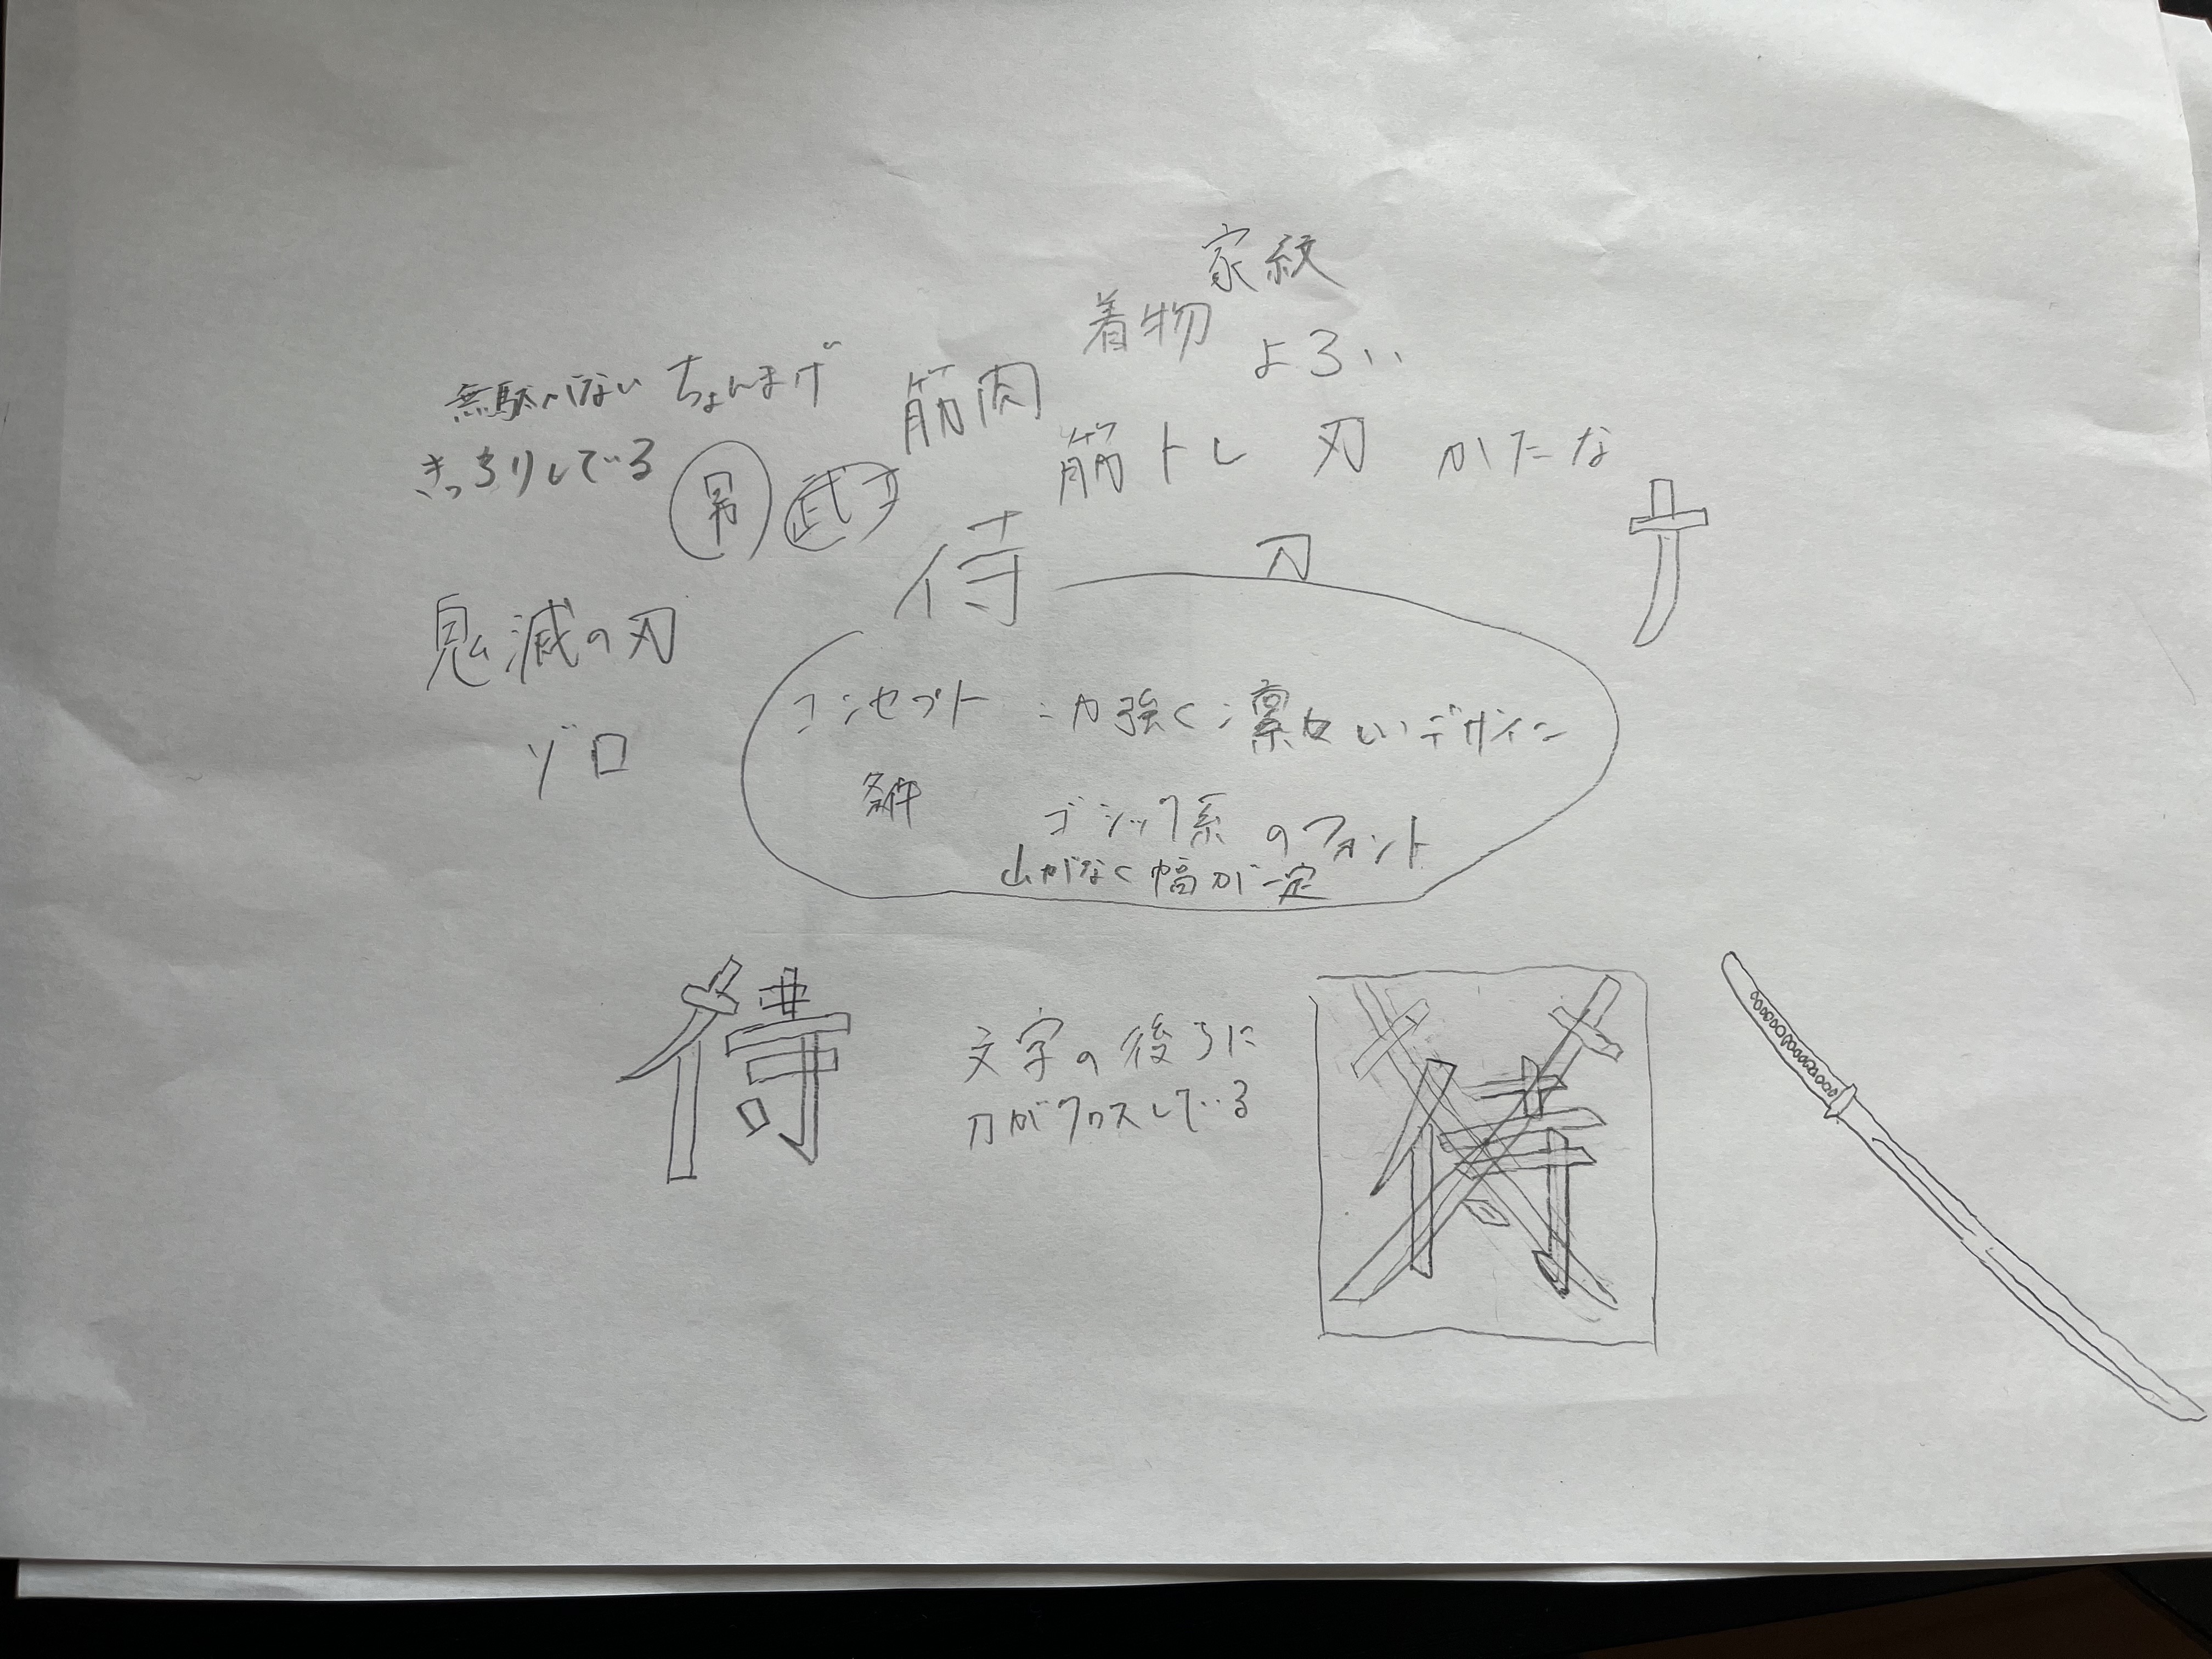 家紋
着物 よろい
無駄がない ちょんまげ 筋肉
きっちりしている 男 武士 筋トレ 刃 かたな
侍 刀
鬼滅の刃
ゾロ
コンセプト：力強く凛々しいデザイン
条件 ゴシック系のフォント
山がなく幅が一定
侍 文字の後ろに
刀がクロスしている
侍